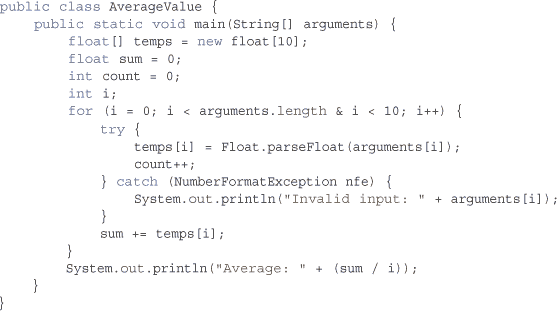 public class AverageValue {
    public static void main(String[] arguments) {
        float[] temps = new float[10];
        float sum = 0;
        int count = 0;
        int i;
        for (i = 0; i < arguments.length & i < 10; i++) {
            try {
                temps[i] = Float.parseFloat(arguments[i]);
                count++;
            } catch (NumberFormatException nfe) {
                System.out.println("Invalid input: " + arguments[i]);
            }
            sum += temps[i];
        }
        System.out.println("Average: " + (sum / i));
    }
}